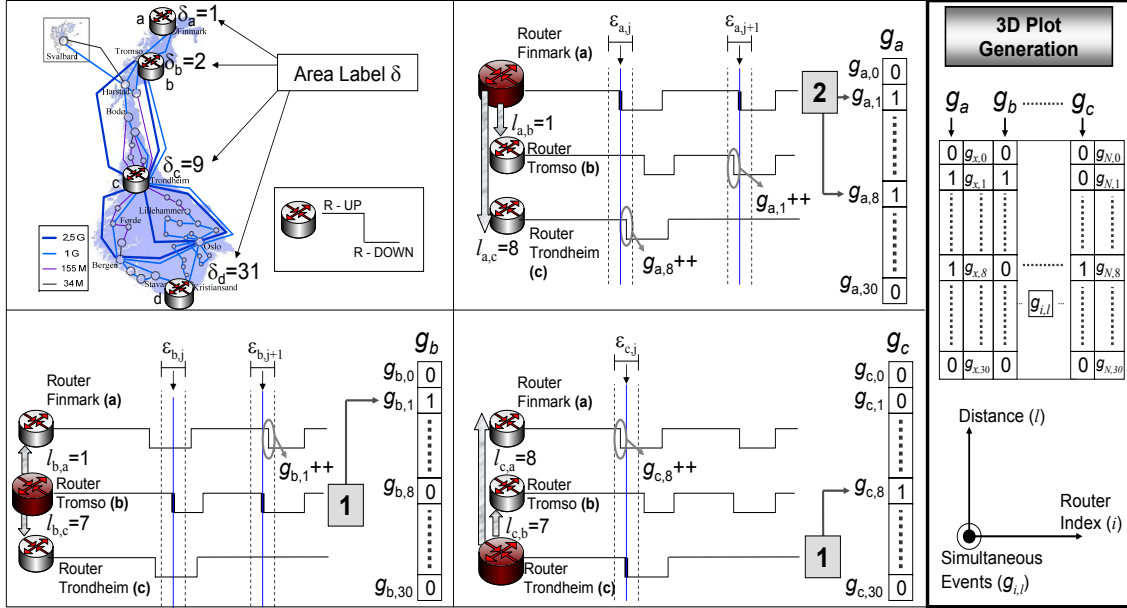 a
δa=1
Finmark
Svalbard
Tromso
δb=2
b
Harstad
Bodø
Area Label δ
δc=9
c
Trondheim
Lillehammer
Førde
Oslo
Bergen
Stava
δd=31
Kristiansand
d
2,5 G
1 G
155 M
34 M
R - UP
R - DOWN
εa,j
εa,j+1
ga
Router
Finmark (a)
ga,0
0
2
ga,1
1
la,b=1
Router
Tromso (b)
ga,1++
ga,8
1
la,c=8
Router
Trondheim
(c)
ga,8++
ga,30
0
3D Plot
Generation
ga
gb
gc
0
gx,0
0
0
gN,0
1
gx,1
1
0
gN,1
1
gx,8
0
1
gN,8
gi,l
0
gx,30
0
0
gN,30
Distance (l)
Router
Index (i)
Simultaneous
Events (gi,l)
εb,j
εb,j+1
gb
Router
Finmark (a)
gb,0
0
gb,1
1
lb,a=1
gb,1++
Router
Tromso (b)
1
gb,8
0
lb,c=7
Router
Trondheim (c)
gb,30
0
εc,j
gc
Router
Finmark (a)
gc,0
0
gc,1
0
lc,a=8
gc,8++
Router
Tromso (b)
gc,8
1
lc,b=7
1
Router
Trondheim (c)
gc,30
0